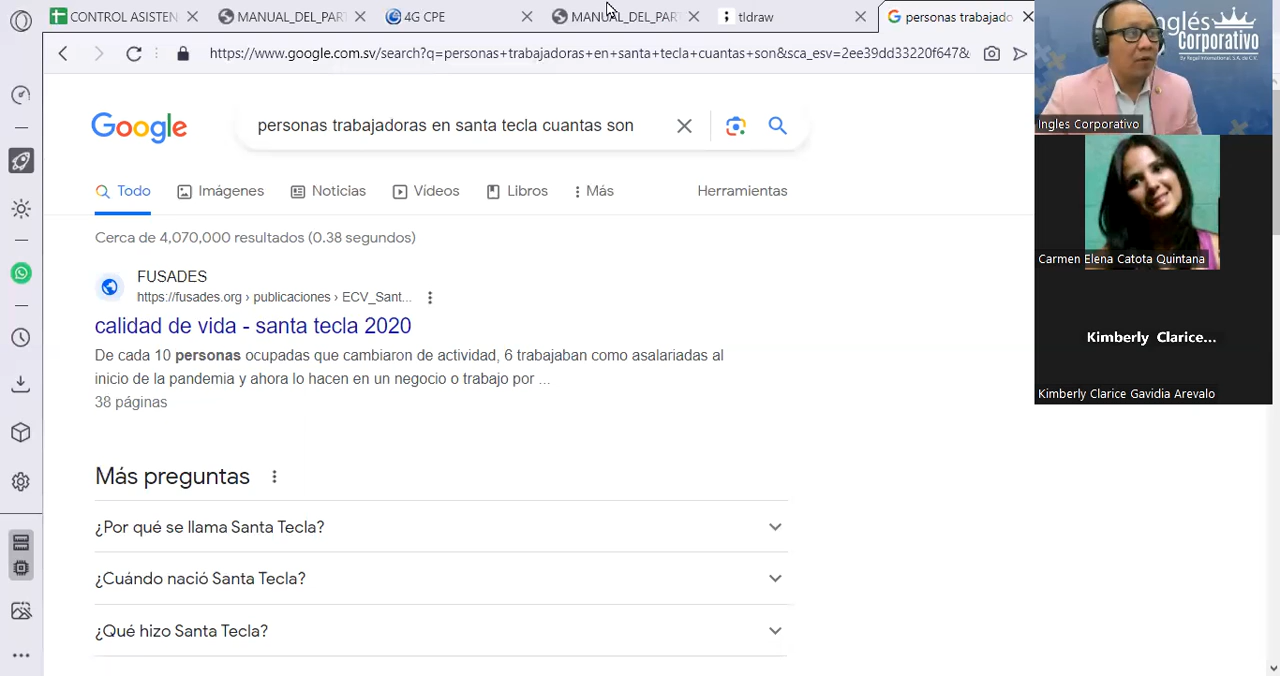 CONTROL ASISTEN
MANUAL_DEL_PAR
4G CPE
MANUAL_DEL_PAR
tldraw
personas trabajado
https://www.google.com.sv/search?q=personas+trabajadoras+en+santa+tecla+cuantas+son&sca_esv=2ee39dd33220f647&
Google
personas trabajadoras en santa tecla cuantas son
Todo
Imágenes
Noticias
Videos
Libros
Más
Herramientas
Cerca de 4,070,000 resultados (0.38 segundos)
FUSADES
https://fusades.org › publicaciones › ECV_Sant...
calidad de vida - santa tecla 2020
De cada 10 personas ocupadas que cambiaron de actividad, 6 trabajaban como asalariadas al
inicio de la pandemia y ahora lo hacen en un negocio o trabajo por ...
38 páginas
Más preguntas
¿Por qué se llama Santa Tecla?
¿Cuándo nació Santa Tecla?
¿Qué hizo Santa Tecla?
Inglés
Corporativo
By Regal International, S.A. de C.V.
Ingles Corporativo
Carmen Elena Catota Quintana
Kimberly Clarice...
Kimberly Clarice Gavidia Arevalo